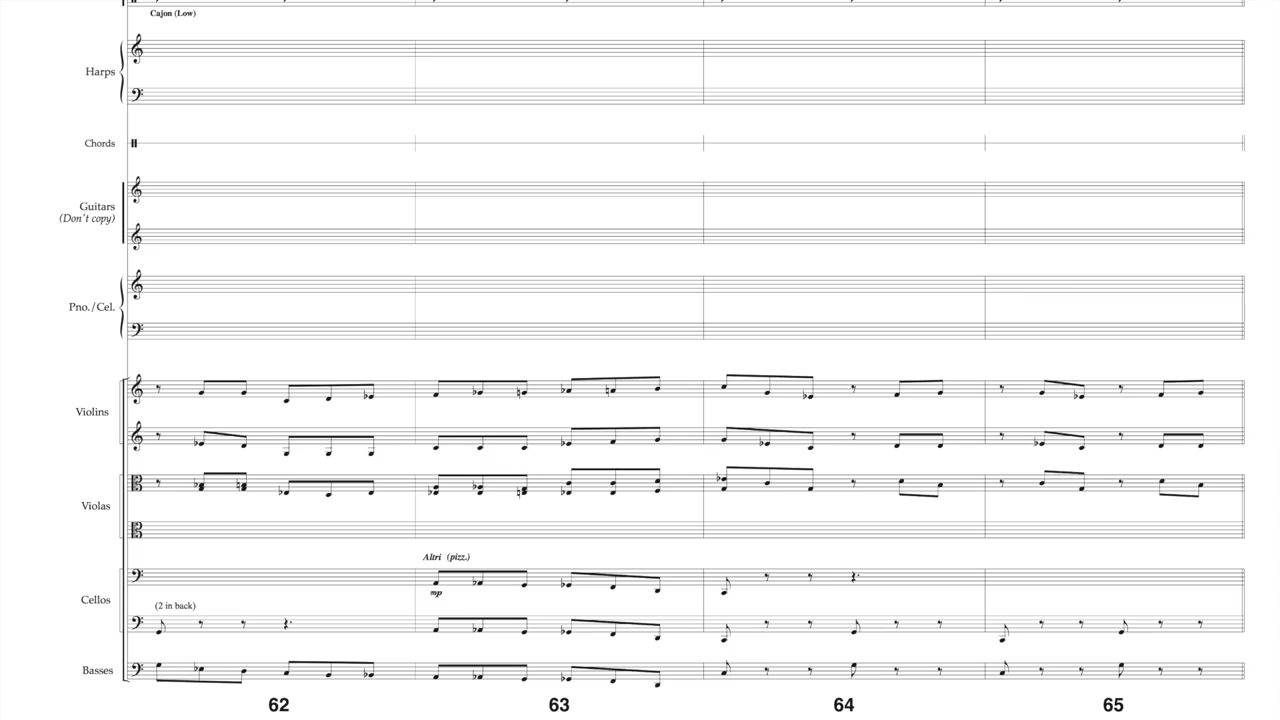 Cajon (Low)
Harps
Chords
Guitars
(Don't copy)
Pno./Cel.
Violins
Violas
Altri (pizz.)
mp
Cellos
(2 in back)
Basses
62 63 64 65